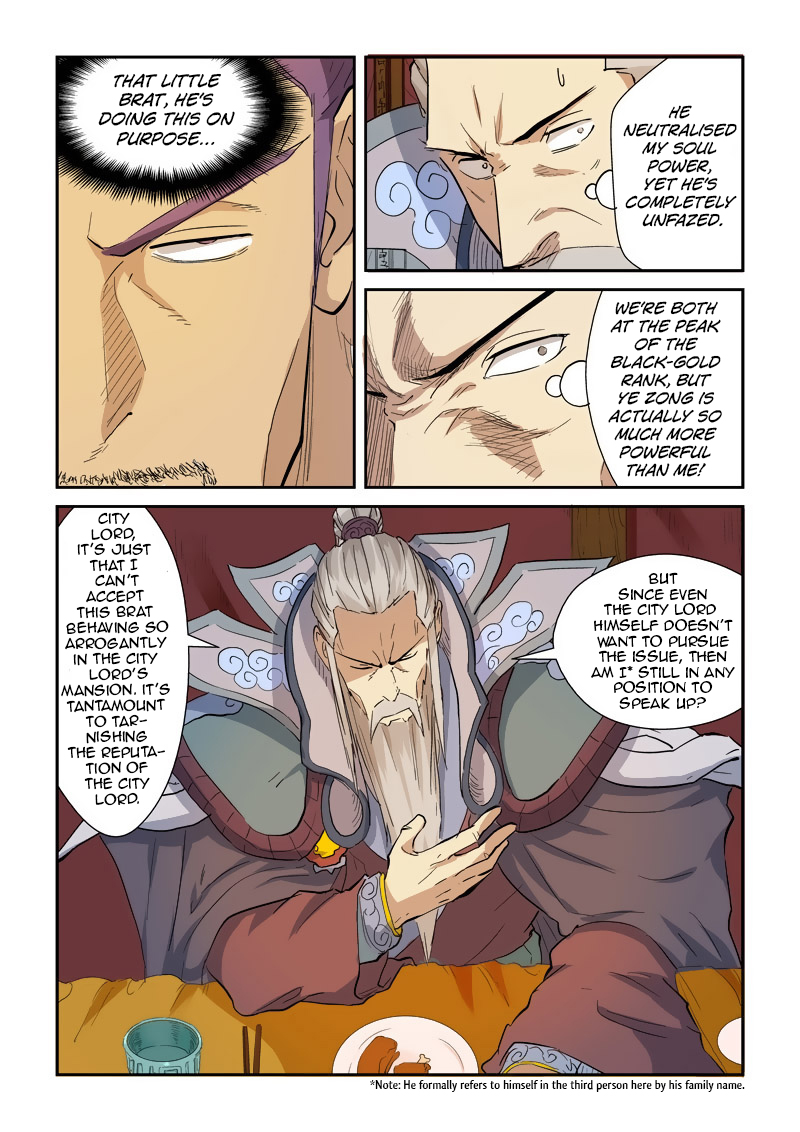 THAT LITTLE
BRAT, HE'S
DOING THIS ON
PURPOSE...
HE
NEUTRALISED
MY SOUL
POWER,
YET HE'S
COMPLETELY
UNFAZED.
WE'RE BOTH
AT THE PEAK
OF THE
BLACK-GOLD
RANK, BUT
YE ZONG IS
ACTUALLY SO
MUCH MORE
POWERFUL
THAN ME!
CITY
LORD,
IT'S JUST
THAT I
CAN'T
ACCEPT
THIS BRAT
BEHAVING SO
ARROGANTLY
IN THE CITY
LORD'S
MANSION. IT'S
TANTAMOUNT
TO TAR-
NISHING
THE REPUTA-
TION OF
THE CITY
LORD.
BUT
SINCE EVEN
THE CITY LORD
HIMSELF DOESN'T
WANT TO PURSUE
THE ISSUE, THEN
AM I* STILL IN ANY
POSITION TO
SPEAK UP?
*Note: He formally refers to himself in the third person here by his family name.